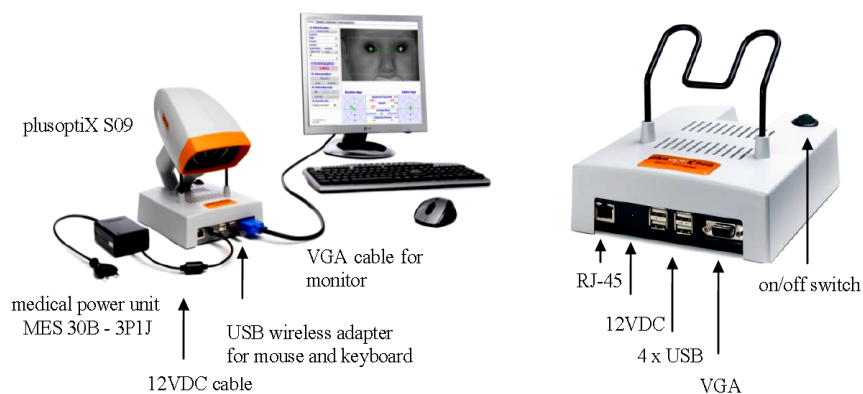 plusoptiX S09
medical power unit
MES 30B - 3P1J
12VDC cable
USB wireless adapter
for mouse and keyboard
VGA cable for
monitor
RJ-45
12VDC
4 x USB
VGA
on/off switch